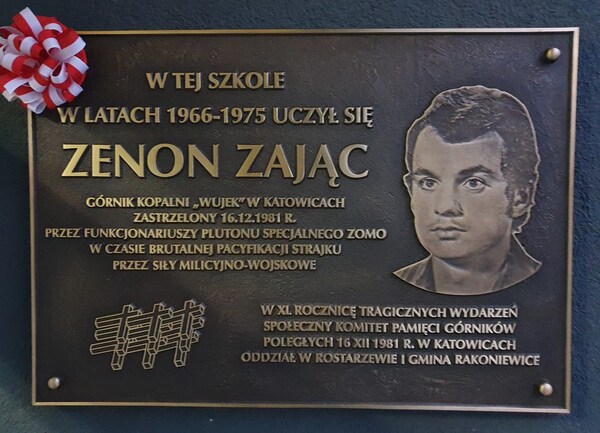 W TEJ SZKOLE
W LATACH 1966-1975 UCZYŁ SIĘ
ZENON ZAJĄC
GÓRNIK KOPALNI „WUJEK" W KATOWICACH
ZASTRZELONY 16.12.1981 R.
PRZEZ FUNKCJONARIUSZY PLUTONU SPECJALNEGO ZOMO
W CZASIE BRUTALNEJ PACYFIKACJI STRAJKU
PRZEZ SIŁY MILICYJNO-WOJSKOWE
W XL ROCZNICĘ TRAGICZNYCH WYDARZEŃ
SPOŁECZNY KOMITET PAMIĘCI GÓRNIKÓW
POLEGŁYCH 16 XII 1981 R. W KATOWICACH
ODDZIAŁ W ROSTARZEWIE I GMINA RAKONIEWICE